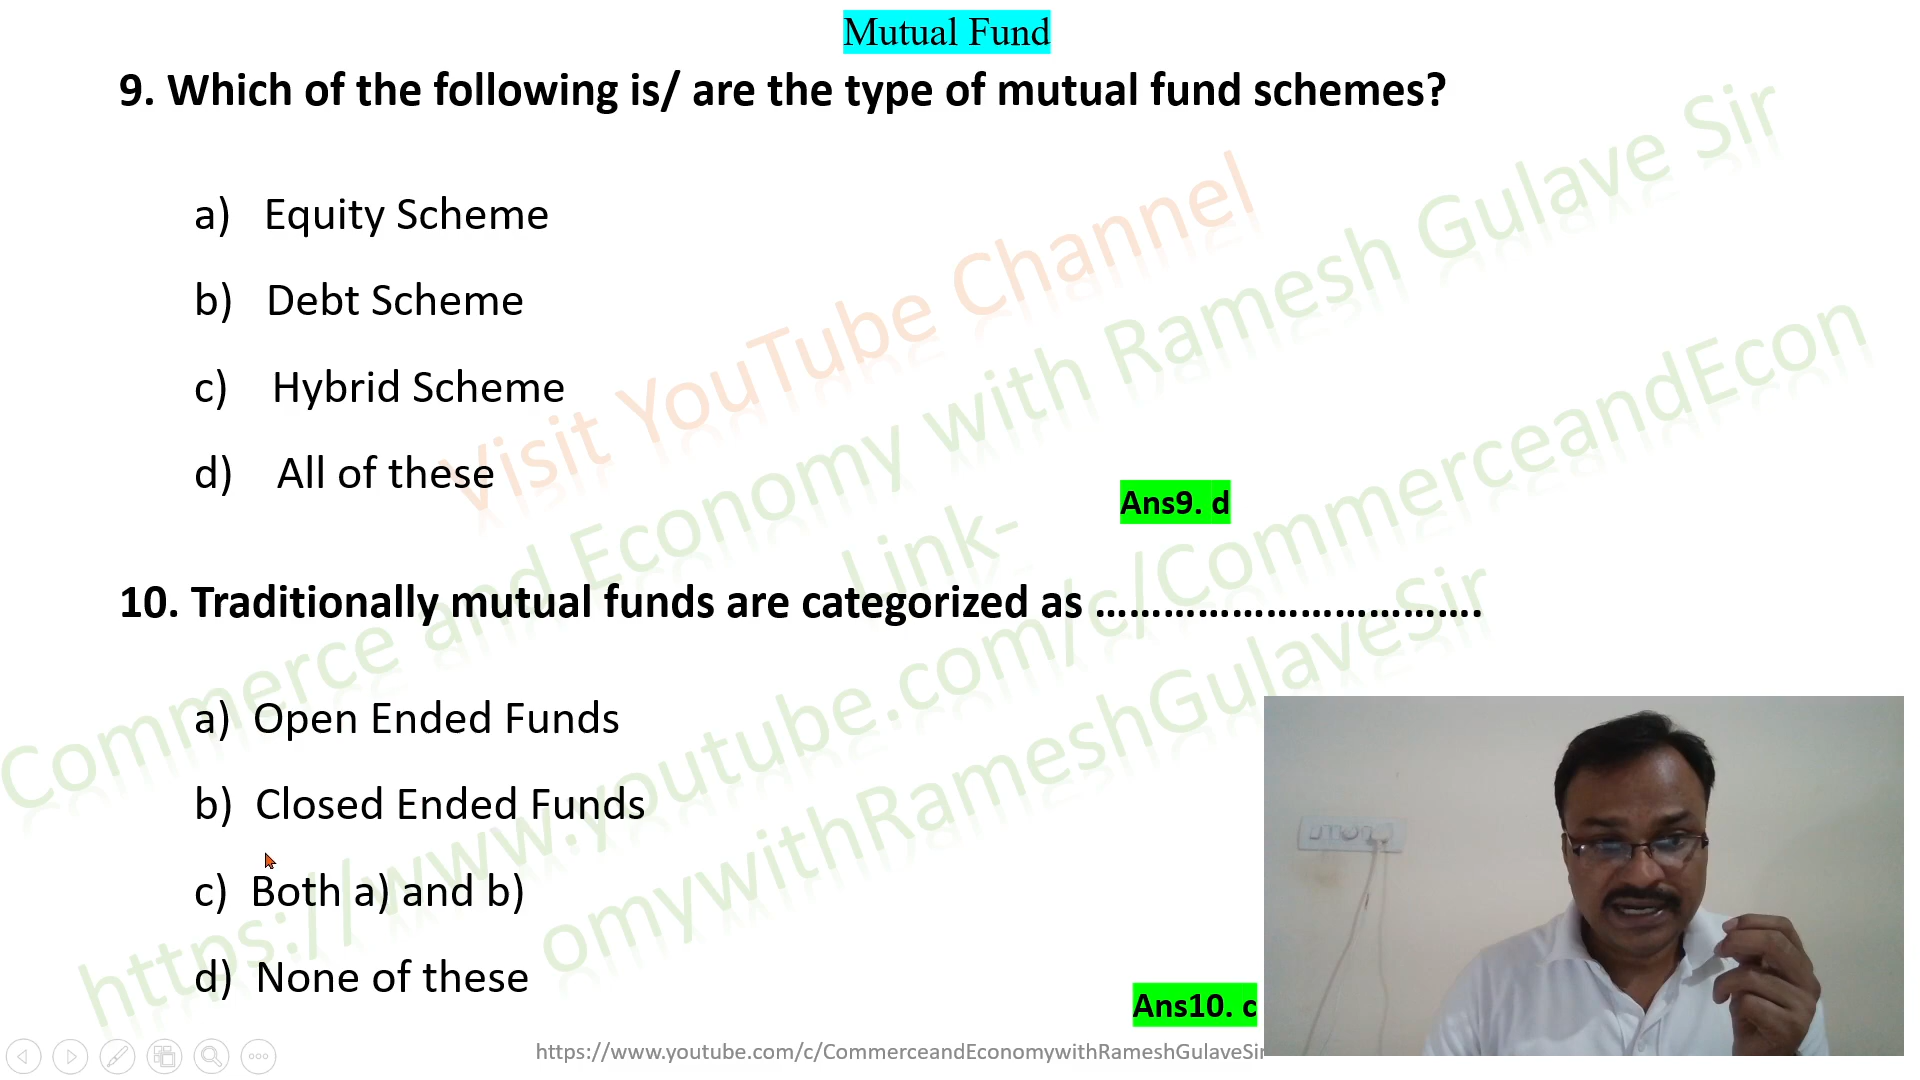 Mutual Fund
9. Which of the following is/ are the type of mutual fund schemes?
a) Equity Scheme
b) Debt Scheme
c) Hybrid Scheme
d) All of these
Ans9. d
10. Traditionally mutual funds are categorized as …………………………….
a) Open Ended Funds
b) Closed Ended Funds
c) Both a) and b)
d) None of these
Ans10. c
Visit YouTube Channel
Commerce and Economy with Ramesh Gulave Sir
Link-
https://www.youtube.com/c/CommerceandEcon
omywithRameshGulaveSir
https://www.youtube.com/c/CommerceandEconomywithRameshGulaveSir